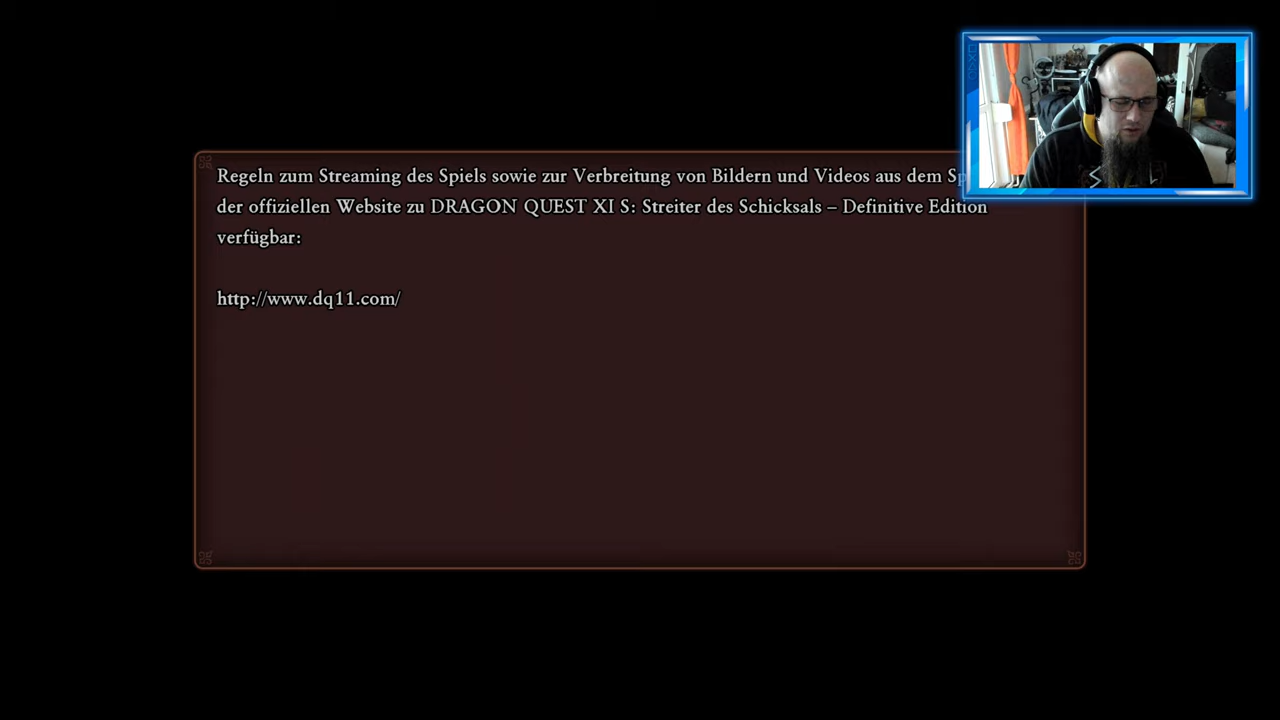 Regeln zum Streaming des Spiels sowie zur Verbreitung von Bildern und Videos aus dem
der offiziellen Website zu DRAGON QUEST XI S: Streiter des Schicksals – Definitive Edition
verfügbar:
http://www.dq11.com/